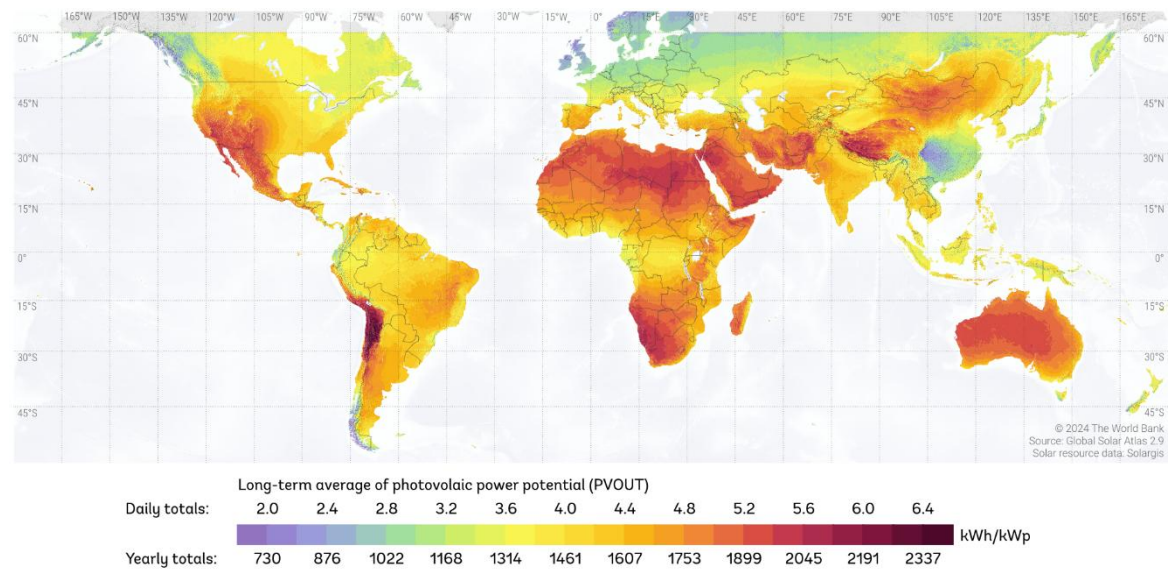 165°W 150°W 135°W 120°W 105°W 90°W 75°W 60°W 45°W 30°W 15°W 0° 15°E 30°E 45°E 60°E 75°E 90°E 105°E 120°E 135°E 150°E 165°E
60°N 60°N
45°N 45°N
30°N 30°N
15°N 15°N
0° 0°
15°S 15°S
30°S 30°S
45°S 45°S
© 2024 The World Bank
Source: Global Solar Atlas 2.9
Solar resource data: Solargis
Long-term average of photovolaic power potential (PVOUT)
Daily totals: 2.0 2.4 2.8 3.2 3.6 4.0 4.4 4.8 5.2 5.6 6.0 6.4
kWh/kWp
Yearly totals: 730 876 1022 1168 1314 1461 1607 1753 1899 2045 2191 2337